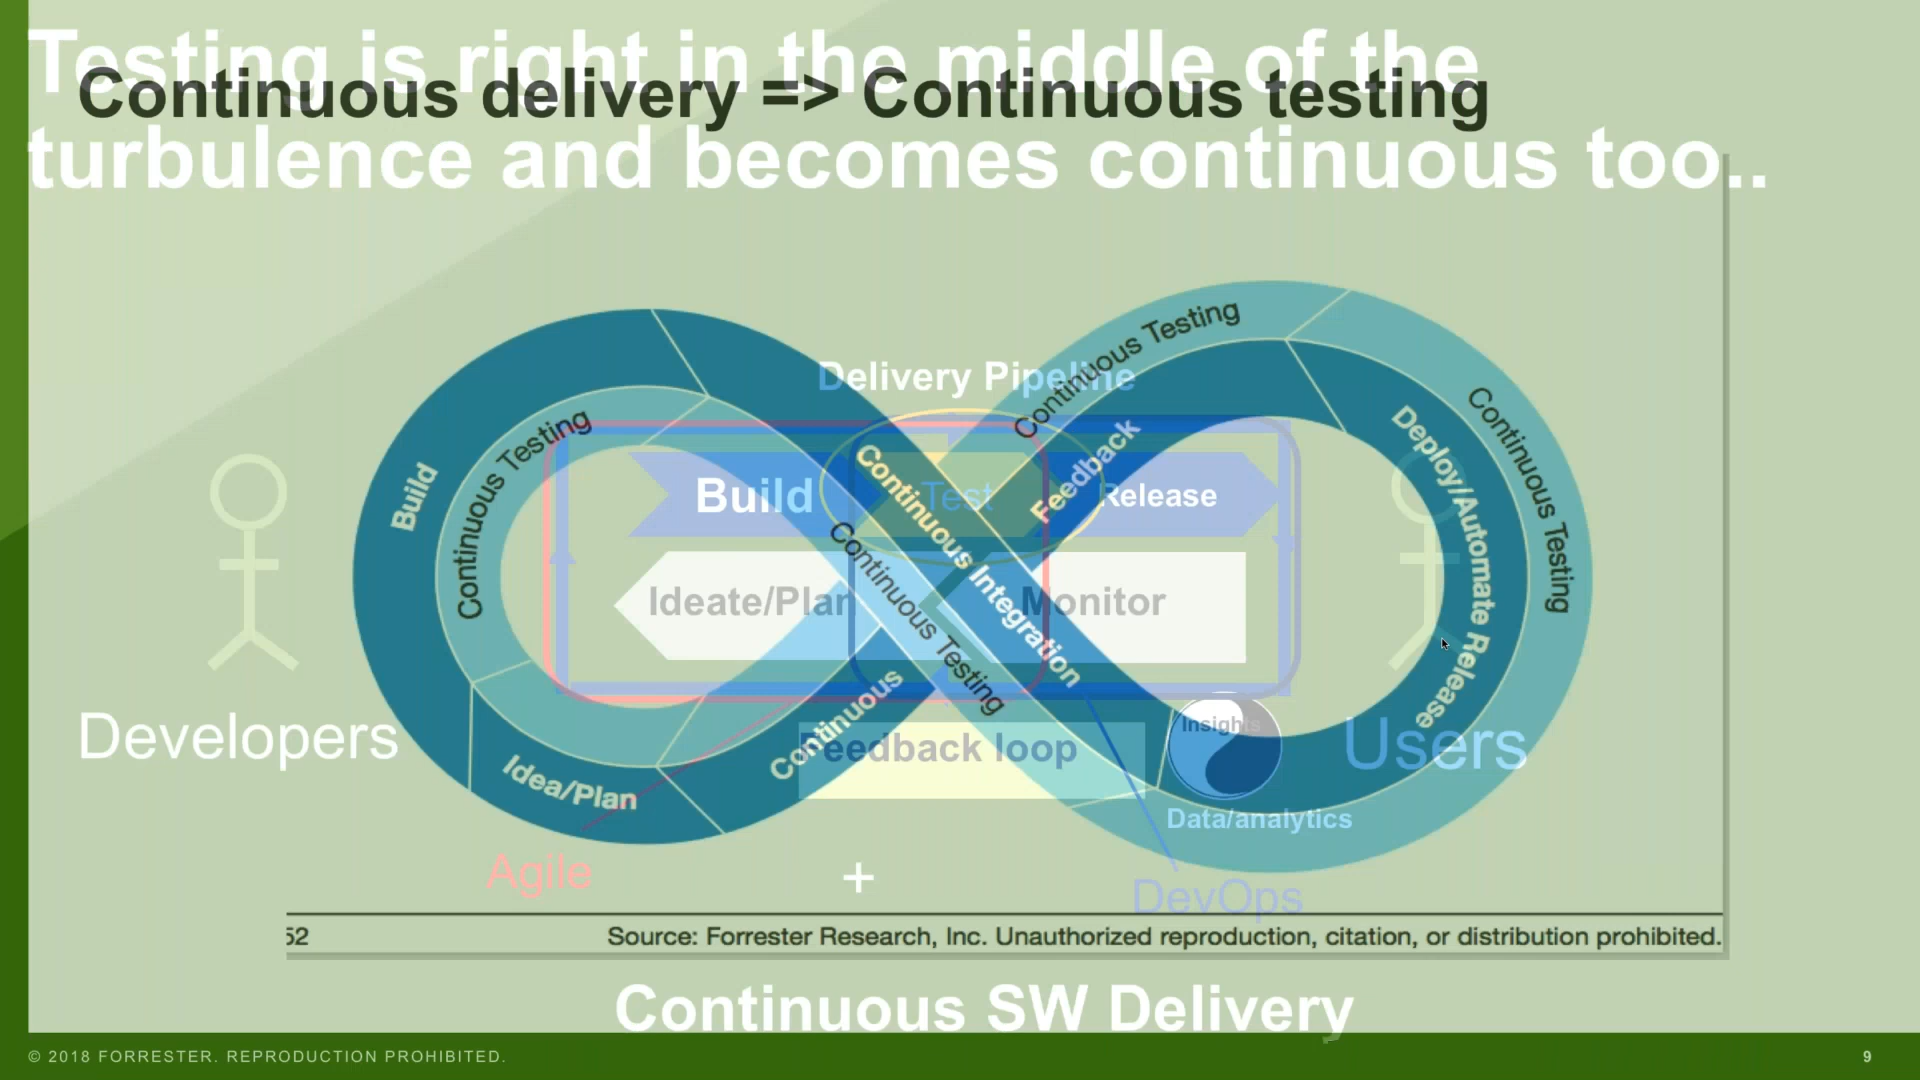 Testing is right in the middle of the
Continuous delivery => Continuous testing
turbulence and becomes continuous too..
Continuous Testing
Delivery Pipeline
Continuous Testing
Continuous Testing
Build
Deploy/Automate Release
Feedback
Continuous Integration
Build
Test
Release
Continuous Testing
Ideate/Plan
Monitor
Continuous
Developers
Feedback loop
Insights
Users
Idea/Plan
Data/analytics
Agile
+
DevOps
52
Source: Forrester Research, Inc. Unauthorized reproduction, citation, or distribution prohibited.
Continuous SW Delivery
© 2018 FORRESTER. REPRODUCTION PROHIBITED.
9